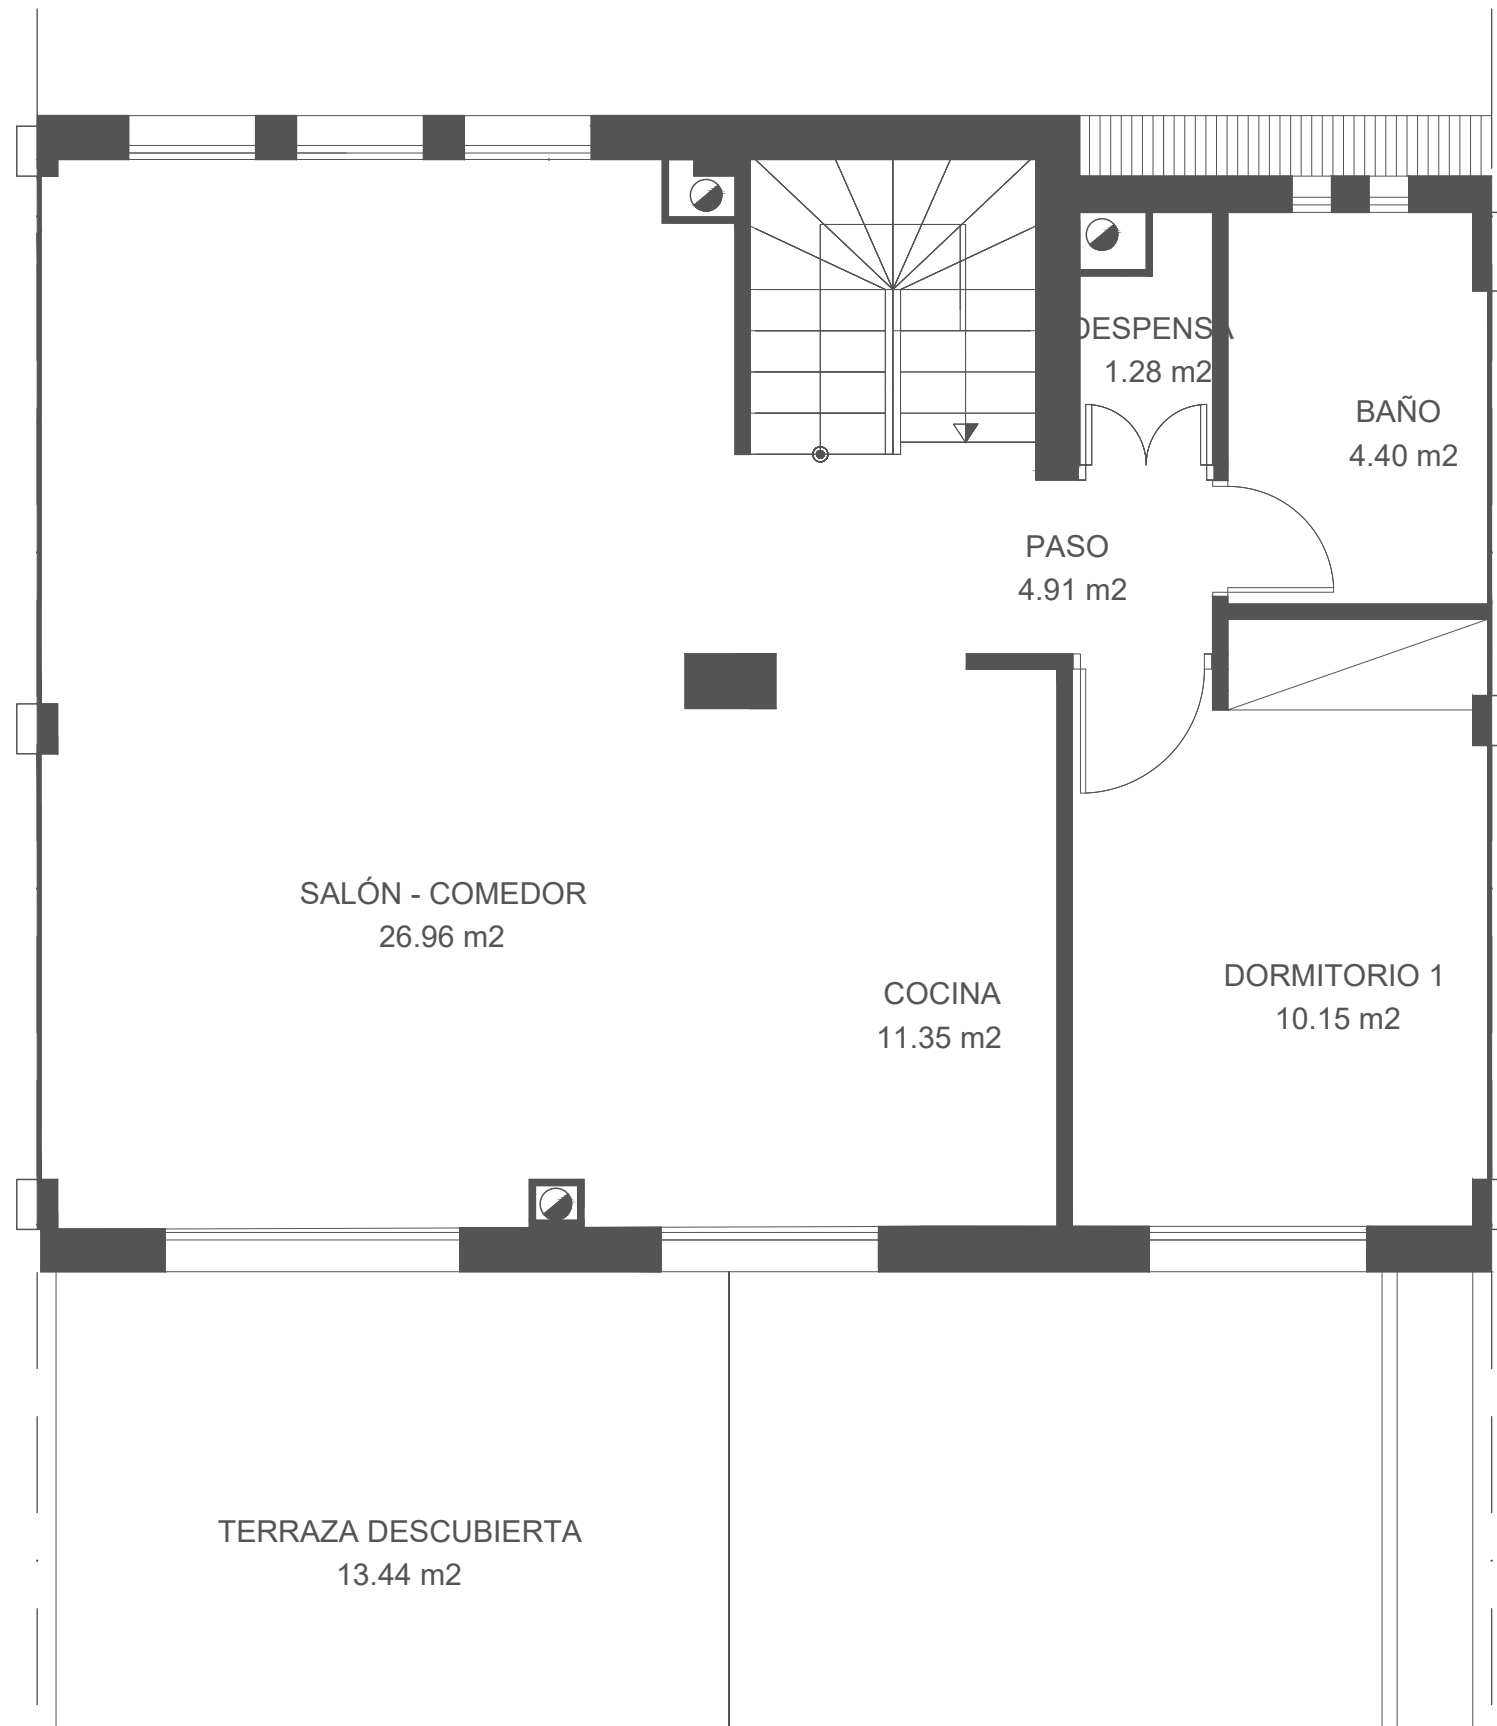 DESPENSA
1.28 m2
BAÑO
4.40 m2
PASO
4.91 m2
SALÓN - COMEDOR
26.96 m2
COCINA
11.35 m2
DORMITORIO 1
10.15 m2
TERRAZA DESCUBIERTA
13.44 m2